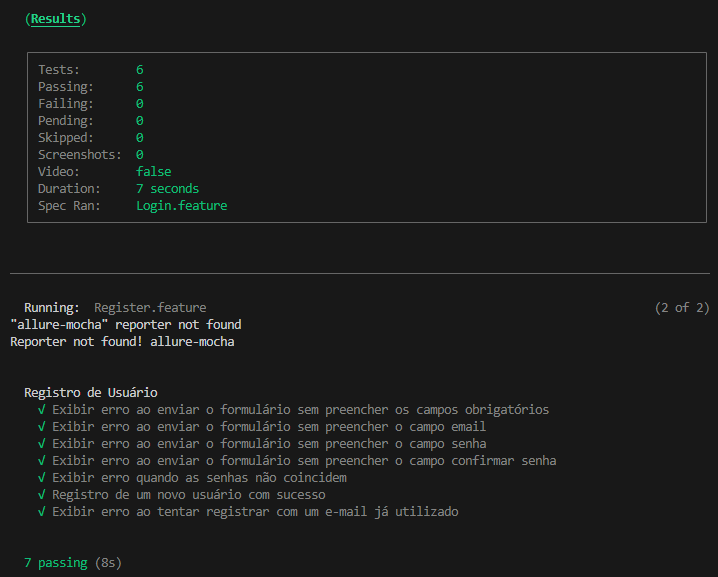 (Results)
Tests: 6
Passing: 6
Failing: 0
Pending: 0
Skipped: 0
Screenshots: 0
Video: false
Duration: 7 seconds
Spec Ran: Login.feature
Running: Register.feature (2 of 2)
"allure-mocha" reporter not found
Reporter not found! allure-mocha
Registro de Usuário
√ Exibir erro ao enviar o formulário sem preencher os campos obrigatórios
√ Exibir erro ao enviar o formulário sem preencher o campo email
√ Exibir erro ao enviar o formulário sem preencher o campo senha
√ Exibir erro ao enviar o formulário sem preencher o campo confirmar senha
√ Exibir erro quando as senhas não coincidem
√ Registro de um novo usuário com sucesso
√ Exibir erro ao tentar registrar com um e-mail já utilizado
7 passing (8s)